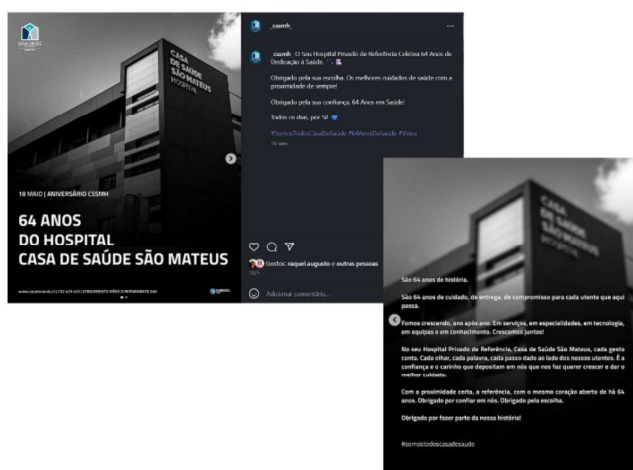 CASA SAÚDE
_cssmh_
_cssmh_ O Seu Hospital Privado de Referência Celebra 64 Anos de
Dedicação à Saúde.
Obrigado pela sua escolha. Os melhores cuidados de saúde com a
proximidade de sempre!
Obrigado pela sua confiança. 64 Anos em Saúde!
Todos os dias, por Si! 💙
#SomosTodosCasaDeSaúde #64AnosDeSaúde #Viseu
CASA
DE SAÚDE
SÃO MATEUS
HOSPITAL
18 MAIO | ANIVERSÁRIO CSSMH
64 ANOS
DO HOSPITAL
CASA DE SAÚDE SÃO MATEUS
Gostos: raquel.augusto e outras pessoas
Adicionar comentário...
CASA
DE SAÚDE
SÃO MATEUS
HOSPITAL
São 64 anos de história.
São 64 anos de cuidado, de entrega, de compromisso para cada utente que aqui
passa.
Fomos crescendo, ano após ano. Em serviços, em especialidades, em tecnologia,
em equipas e em conhecimento. Crescemos juntos!
No seu Hospital Privado de Referência, Casa de Saúde São Mateus, cada gesto
conta. Cada olhar, cada palavra, cada passo dado ao lado dos nossos utentes. É a
confiança e o carinho que depositam em nós que nos faz querer crescer e dar o
melhor cuidado.
Com a proximidade certa, a referência, com o mesmo coração aberto de há 64
anos. Obrigado por confiar em nós. Obrigado pela escolha.
Obrigado por fazer parte da nossa história!
#somostodoscasadesaude